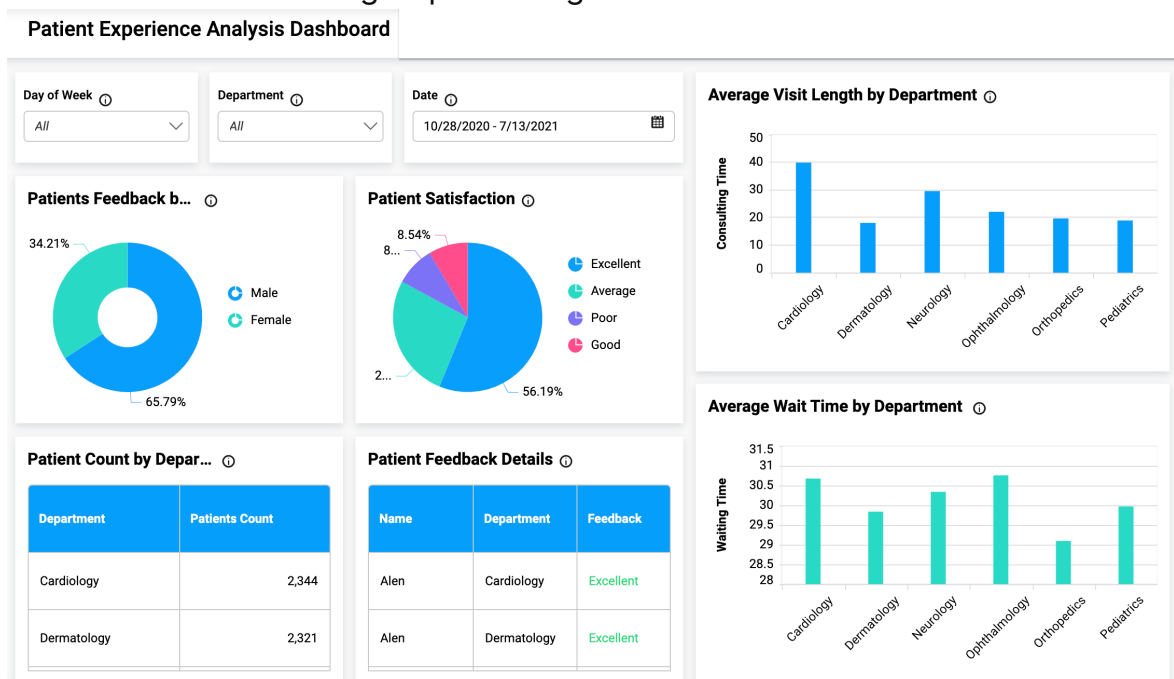 Patient Experience Analysis Dashboard
Day of Week
All
Department
All
Date
10/28/2020 - 7/13/2021
Patients Feedback b...
34.21%
65.79%
Male
Female
Patient Satisfaction
8.54%
8...
2...
56.19%
Excellent
Average
Poor
Good
Patient Count by Depar...
Department Patients Count
Cardiology 2,344
Dermatology 2,321
Patient Feedback Details
Name Department Feedback
Alen Cardiology Excellent
Alen Dermatology Excellent
Average Visit Length by Department
Consulting Time
50
40
30
20
10
0
Cardiology
Dermatology
Neurology
Ophthalmology
Orthopedics
Pediatrics
Average Wait Time by Department
Waiting Time
31.5
31
30.5
30
29.5
29
28.5
28
Cardiology
Dermatology
Neurology
Ophthalmology
Orthopedics
Pediatrics